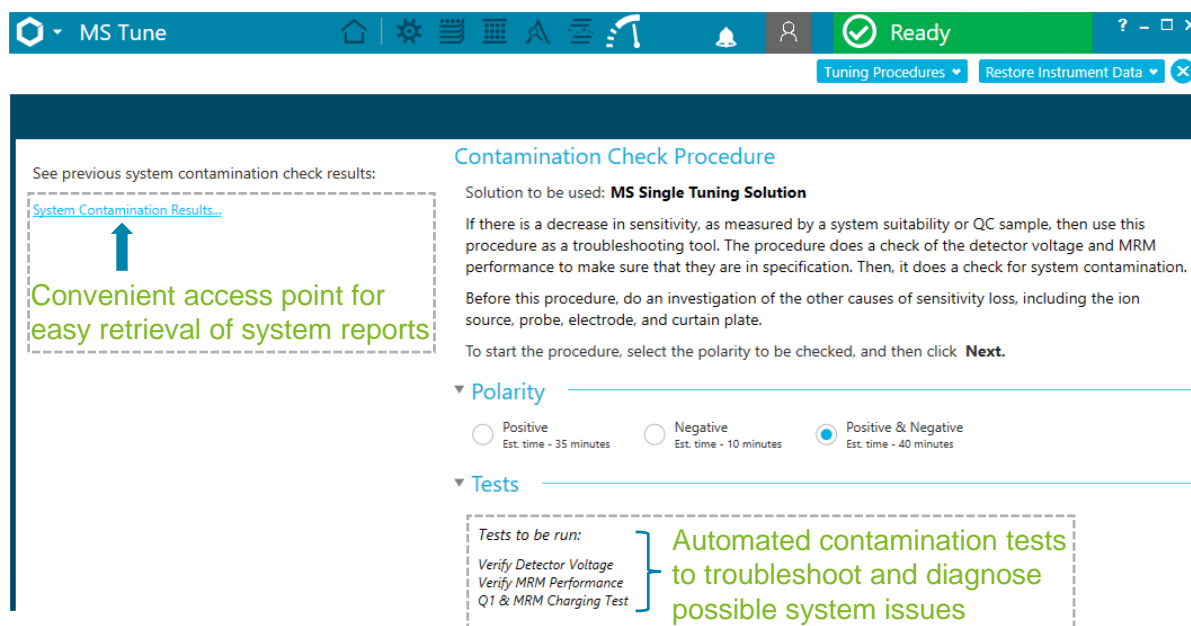 MS Tune
Ready
? – □ ×
Tuning Procedures
Restore Instrument Data
See previous system contamination check results:
System Contamination Results...
Convenient access point for
easy retrieval of system reports
Contamination Check Procedure
Solution to be used: MS Single Tuning Solution
If there is a decrease in sensitivity, as measured by a system suitability or QC sample, then use this
procedure as a troubleshooting tool. The procedure does a check of the detector voltage and MRM
performance to make sure that they are in specification. Then, it does a check for system contamination.
Before this procedure, do an investigation of the other causes of sensitivity loss, including the ion
source, probe, electrode, and curtain plate.
To start the procedure, select the polarity to be checked, and then click Next.
Polarity
Positive
Est. time - 35 minutes
Negative
Est. time - 10 minutes
Positive & Negative
Est. time - 40 minutes
Tests
Tests to be run:
Verify Detector Voltage
Verify MRM Performance
Q1 & MRM Charging Test
Automated contamination tests
to troubleshoot and diagnose
possible system issues